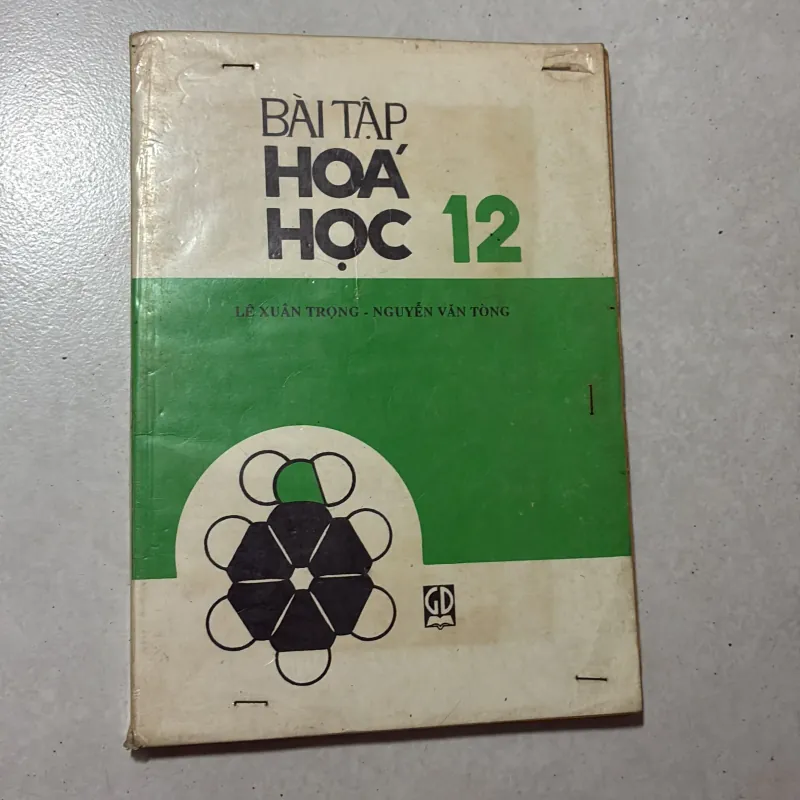 BÀI TẬP
HOÁ
HỌC 12
LÊ XUÂN TRỌNG - NGUYỄN VĂN TÒNG
GD